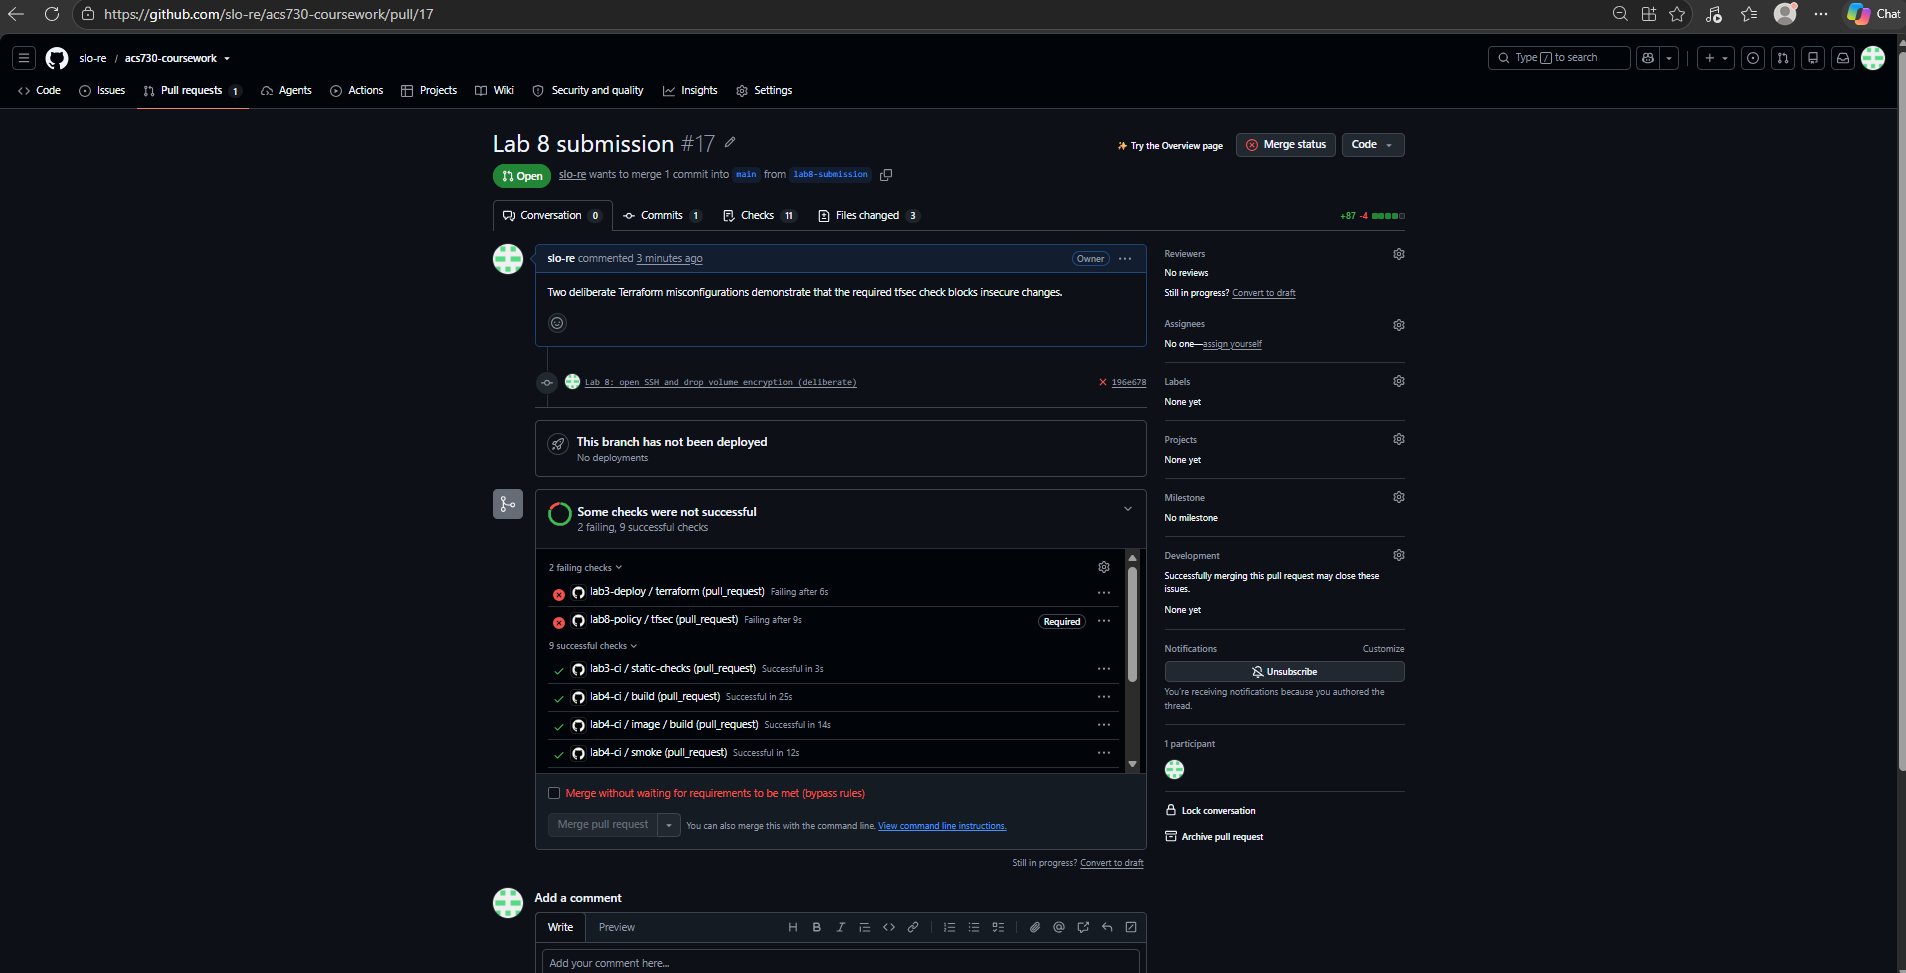 https://github.com/slo-re/acs730-coursework/pull/17
Chat
slo-re / acs730-coursework
Type / to search
Code Issues Pull requests 1 Agents Actions Projects Wiki Security and quality Insights Settings
Lab 8 submission #17
Try the Overview page
Merge status
Code
Open
slo-re wants to merge 1 commit into main from lab8-submission
Conversation 0
Commits 1
Checks 11
Files changed 3
+87 -4
slo-re commented 3 minutes ago
Owner
Two deliberate Terraform misconfigurations demonstrate that the required tfsec check blocks insecure changes.
Lab 8: open SSH and drop volume encryption (deliberate)
196e678
This branch has not been deployed
No deployments
Some checks were not successful
2 failing, 9 successful checks
2 failing checks
lab3-deploy / terraform (pull_request) Failing after 6s
lab8-policy / tfsec (pull_request) Failing after 9s
Required
9 successful checks
lab3-ci / static-checks (pull_request) Successful in 3s
lab4-ci / build (pull_request) Successful in 25s
lab4-ci / image / build (pull_request) Successful in 14s
lab4-ci / smoke (pull_request) Successful in 12s
Merge without waiting for requirements to be met (bypass rules)
Merge pull request
You can also merge this with the command line. View command line instructions.
Still in progress? Convert to draft
Add a comment
Write
Preview
Add your comment here...
Reviewers
No reviews
Still in progress? Convert to draft
Assignees
No one—assign yourself
Labels
None yet
Projects
None yet
Milestone
No milestone
Development
Successfully merging this pull request may close these
issues.
None yet
Notifications
Customize
Unsubscribe
You're receiving notifications because you authored the
thread.
1 participant
Lock conversation
Archive pull request